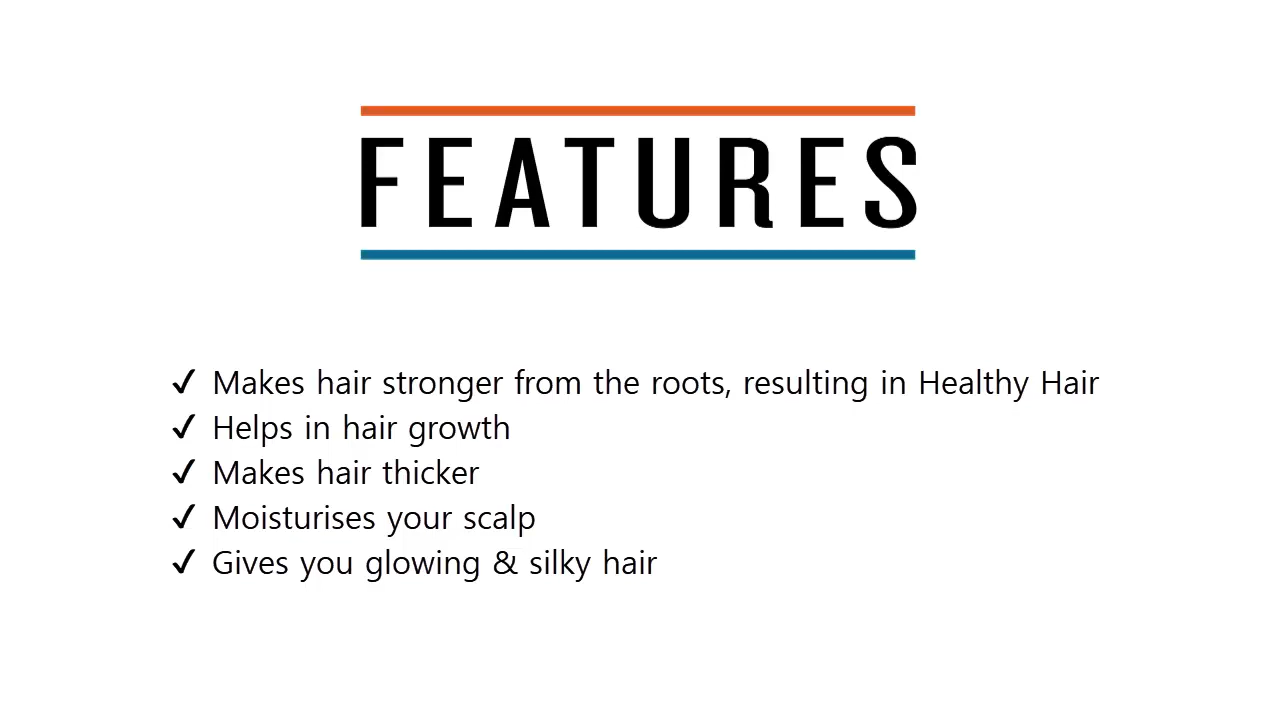 FEATURES
✓ Makes hair stronger from the roots, resulting in Healthy Hair
✓ Helps in hair growth
✓ Makes hair thicker
✓ Moisturises your scalp
✓ Gives you glowing & silky hair